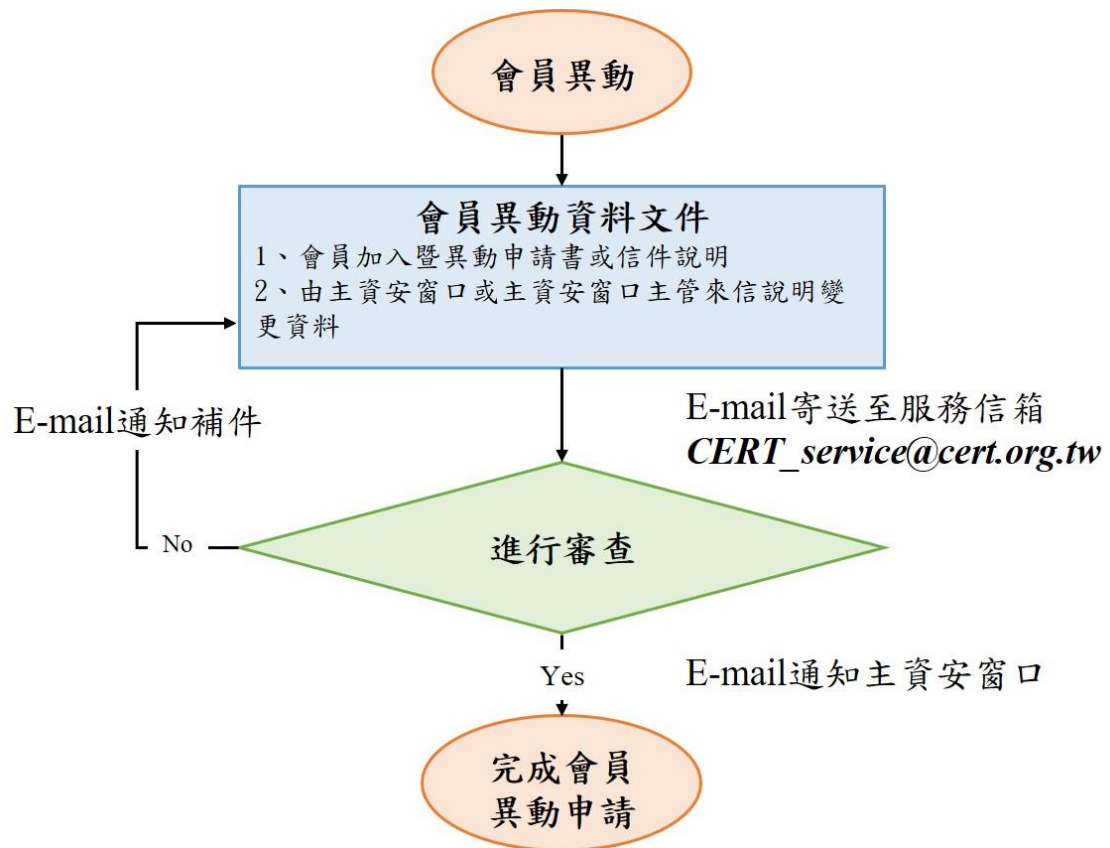 會員異動
會員異動資料文件
1、會員加入暨異動申請書或信件說明
2、由主資安窗口或主資安窗口主管來信說明變
更資料
E-mail通知補件
E-mail寄送至服務信箱
CERT_service@cert.org.tw
進行審查
No
Yes
E-mail通知主資安窗口
完成會員
異動申請